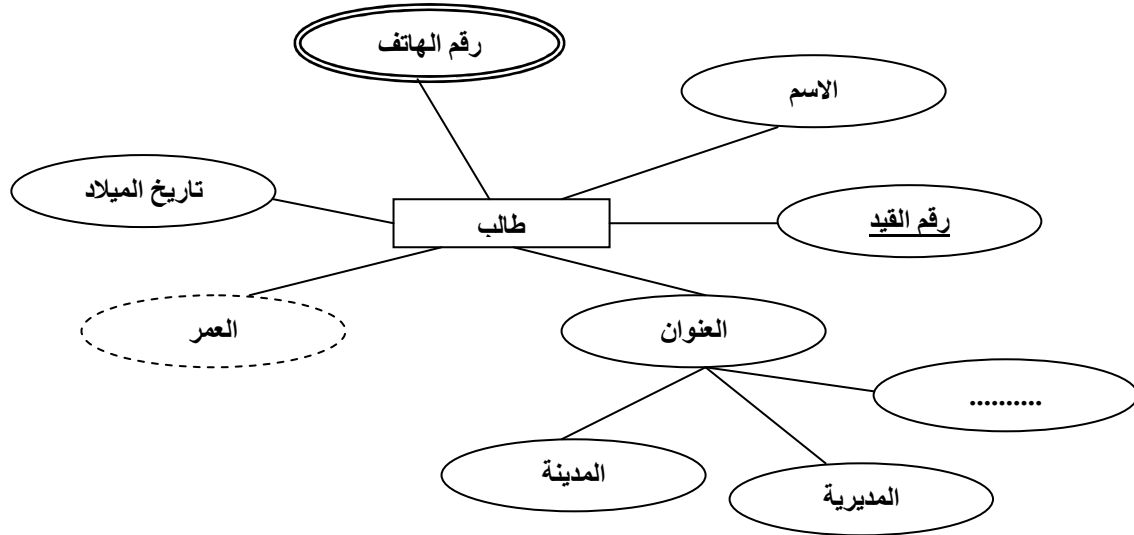 رقم الهاتف
الاسم
تاريخ الميلاد
رقم القيد
طالب
العمر
العنوان
..........
المدينة
المديرية